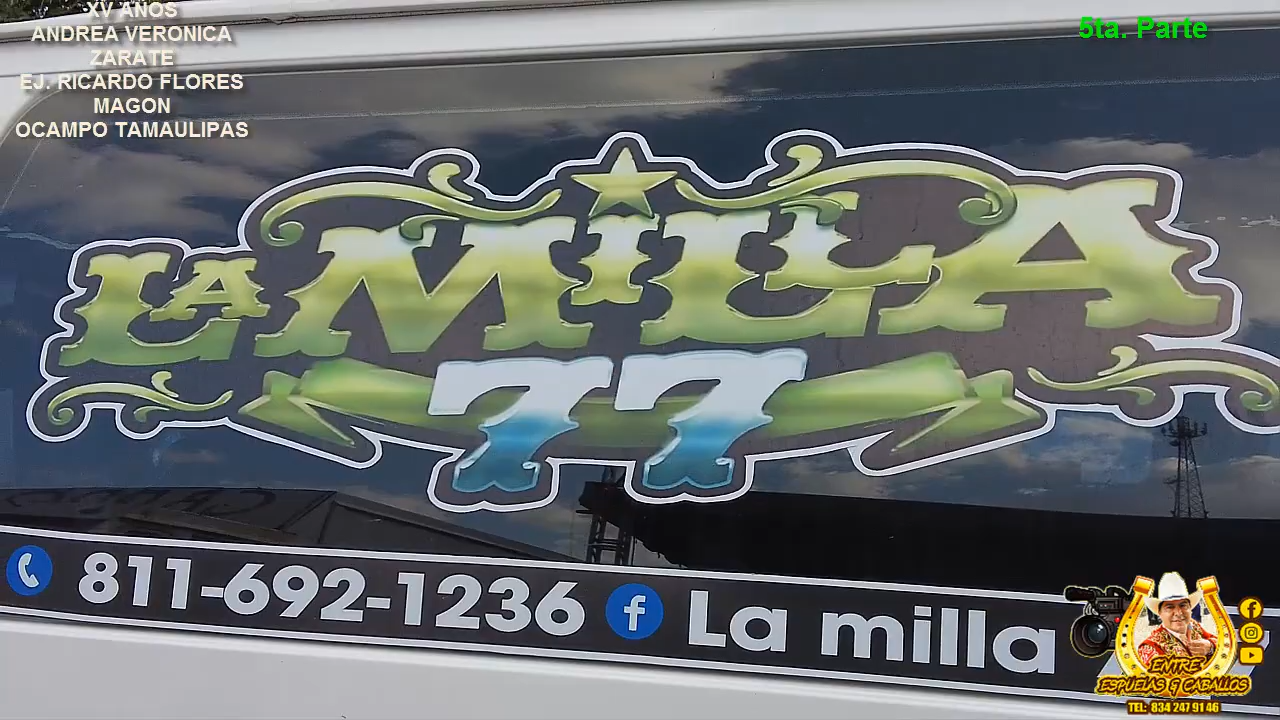 XV AÑOS
ANDREA VERONICA
ZARATE
EJ. RICARDO FLORES
MAGON
OCAMPO TAMAULIPAS
5ta. Parte
LA MILLA
77
811-692-1236 La milla
ENTRE
ESPUELAS Y CABALLOS
TEL: 834 247 91 46